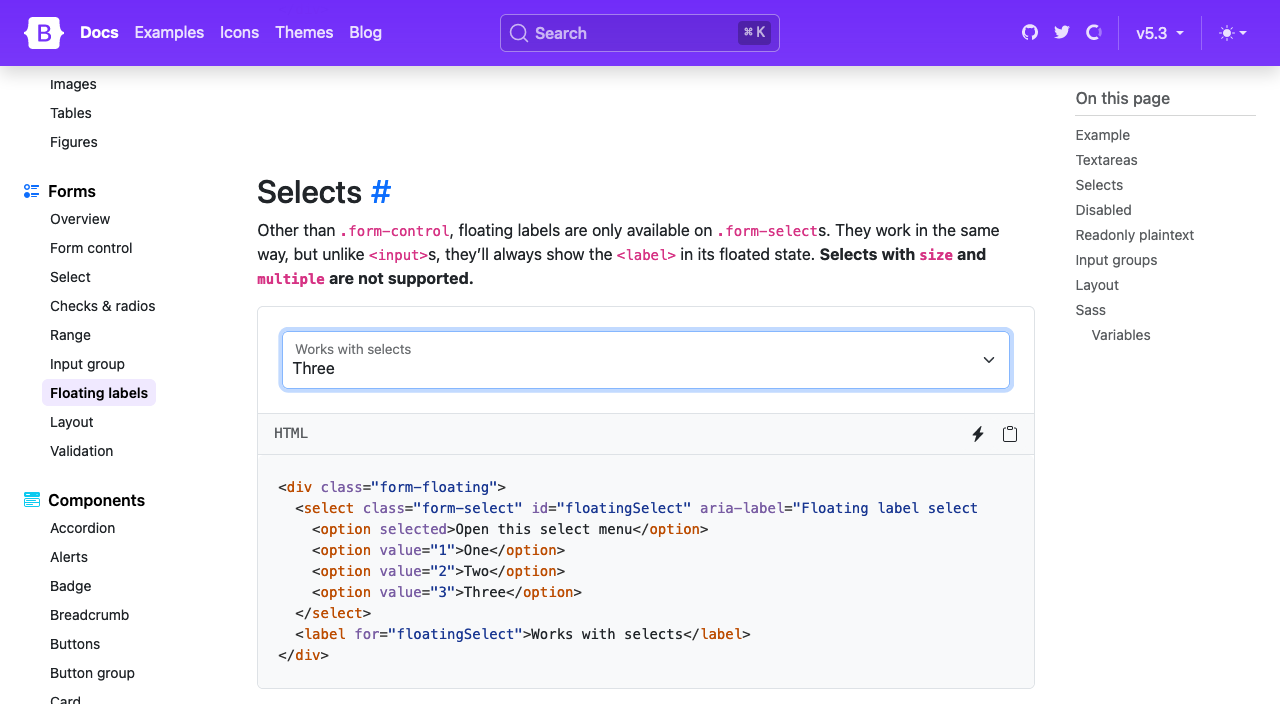 B Docs Examples Icons Themes Blog Search ⌘ K v5.3
Images
Tables
Figures
Forms
Overview
Form control
Select
Checks & radios
Range
Input group
Floating labels
Layout
Validation
Components
Accordion
Alerts
Badge
Breadcrumb
Buttons
Button group
Card
Selects #
Other than .form-control, floating labels are only available on .form-selects. They work in the same
way, but unlike <input>s, they’ll always show the <label> in its floated state. Selects with size and
multiple are not supported.
Works with selects
Three
HTML
<div class="form-floating">
  <select class="form-select" id="floatingSelect" aria-label="Floating label select
    <option selected>Open this select menu</option>
    <option value="1">One</option>
    <option value="2">Two</option>
    <option value="3">Three</option>
  </select>
  <label for="floatingSelect">Works with selects</label>
</div>
On this page
Example
Textareas
Selects
Disabled
Readonly plaintext
Input groups
Layout
Sass
Variables